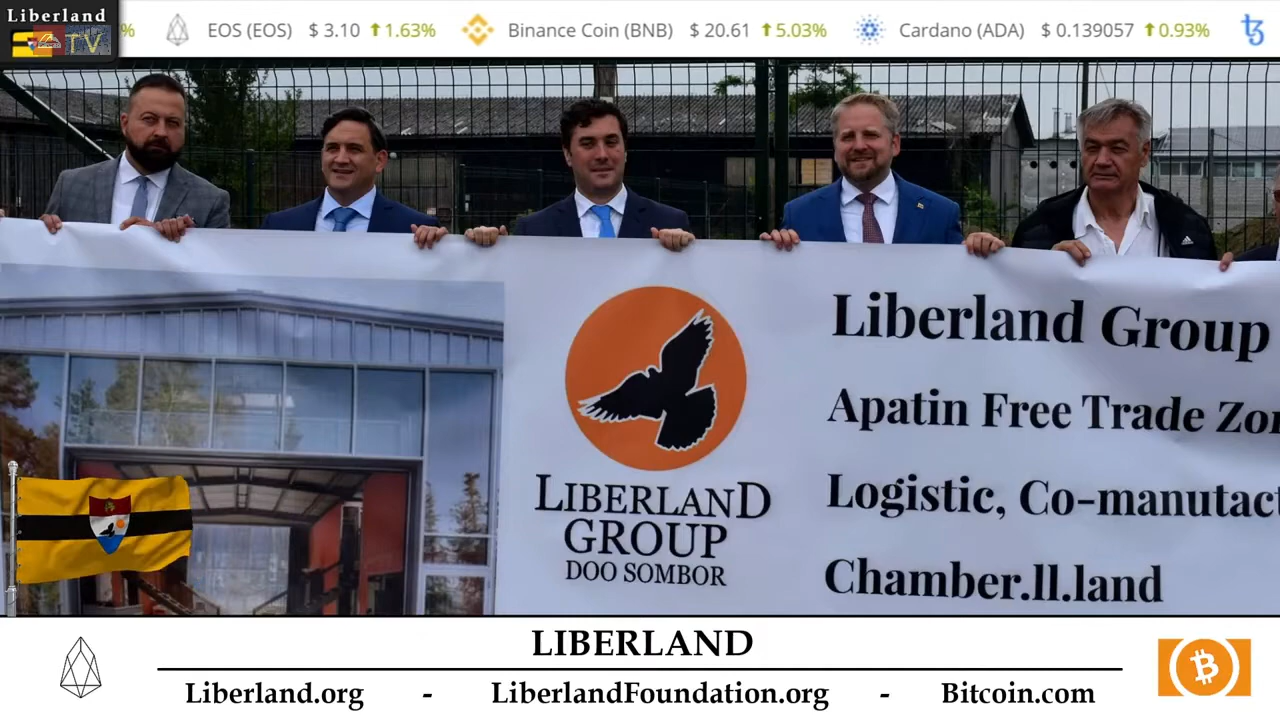 Liberland
TV
% EOS (EOS) $ 3.10 1.63% Binance Coin (BNB) $ 20.61 5.03% Cardano (ADA) $ 0.139057 0.93%
Liberland Group
Apatin Free Trade Zo
Logistic, Co-manutact
Chamber.ll.land
LIBERLAND
GROUP
DOO SOMBOR
LIBERLAND
Liberland.org - LiberlandFoundation.org - Bitcoin.com